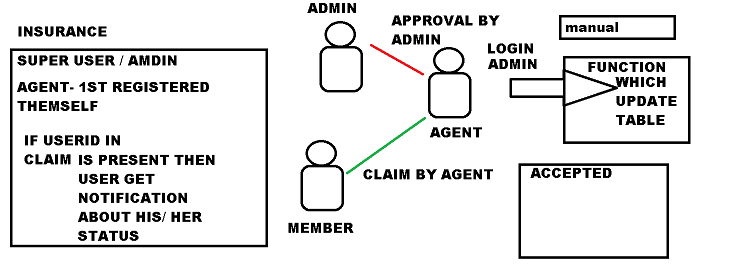 INSURANCE
SUPER USER / AMDIN
AGENT- 1ST REGISTERED
THEMSELF
IF USERID IN
CLAIM IS PRESENT THEN
USER GET
NOTIFICATION
ABOUT HIS/ HER
STATUS
ADMIN
APPROVAL BY
ADMIN
AGENT
CLAIM BY AGENT
MEMBER
manual
LOGIN
ADMIN
FUNCTION
WHICH
UPDATE
TABLE
ACCEPTED